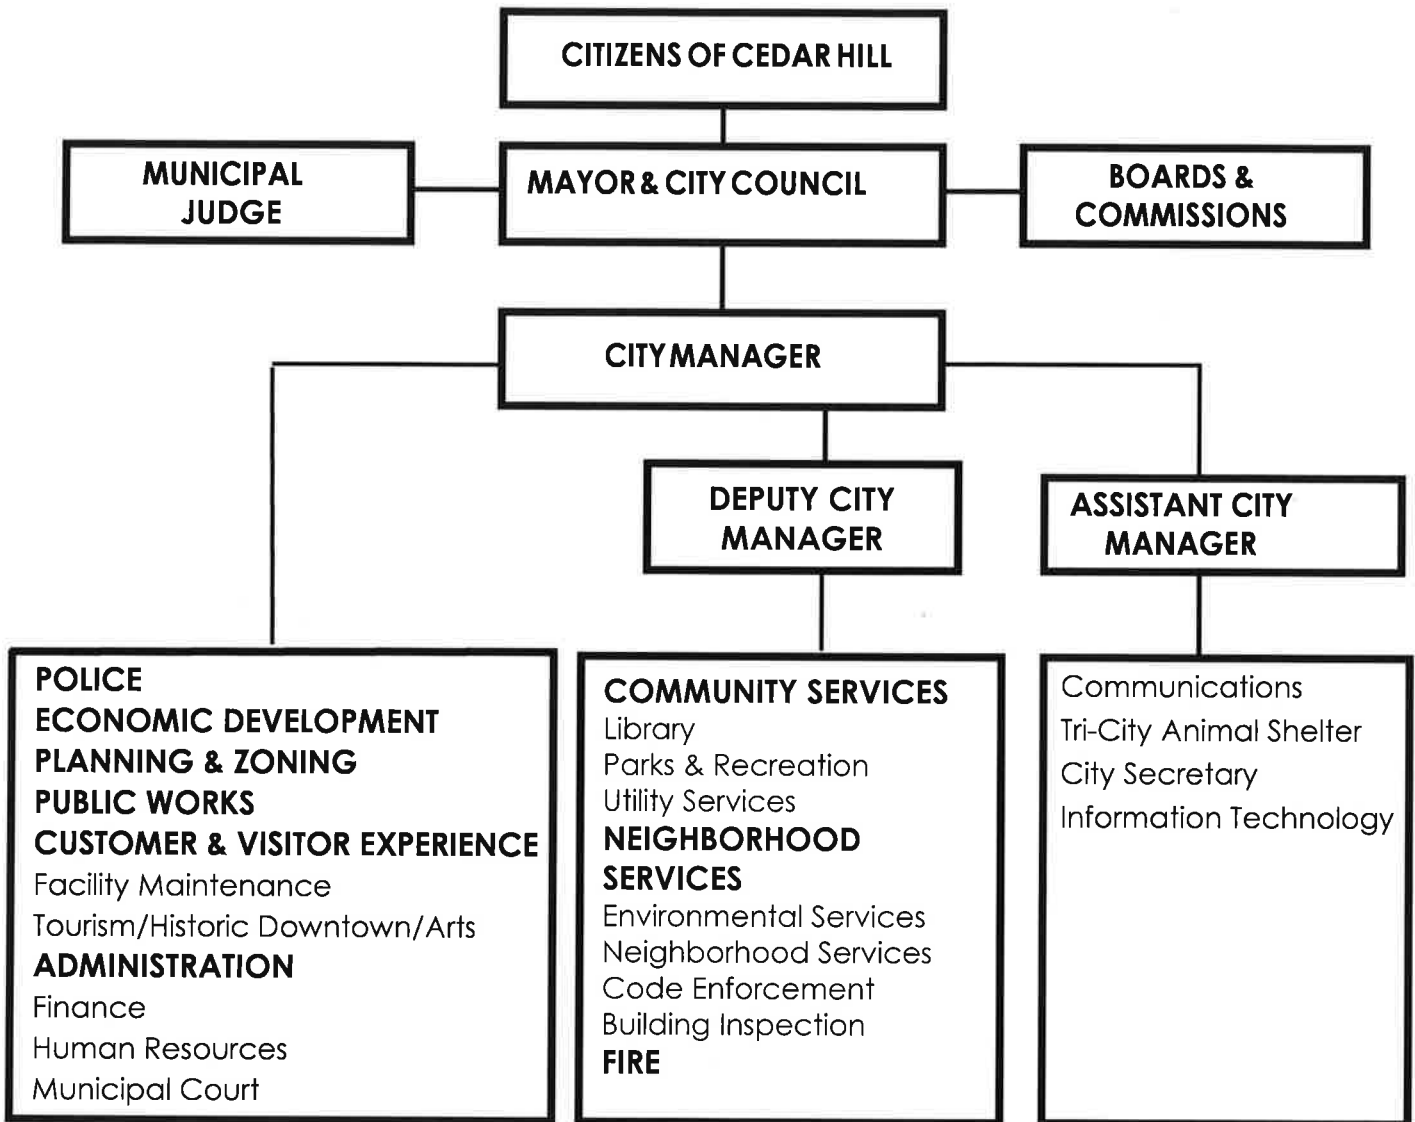 CITIZENS OF CEDAR HILL
MUNICIPAL
JUDGE
MAYOR & CITY COUNCIL
BOARDS &
COMMISSIONS
CITY MANAGER
DEPUTY CITY
MANAGER
ASSISTANT CITY
MANAGER
POLICE
ECONOMIC DEVELOPMENT
PLANNING & ZONING
PUBLIC WORKS
CUSTOMER & VISITOR EXPERIENCE
Facility Maintenance
Tourism/Historic Downtown/Arts
ADMINISTRATION
Finance
Human Resources
Municipal Court
COMMUNITY SERVICES
Library
Parks & Recreation
Utility Services
NEIGHBORHOOD
SERVICES
Environmental Services
Neighborhood Services
Code Enforcement
Building Inspection
FIRE
Communications
Tri-City Animal Shelter
City Secretary
Information Technology